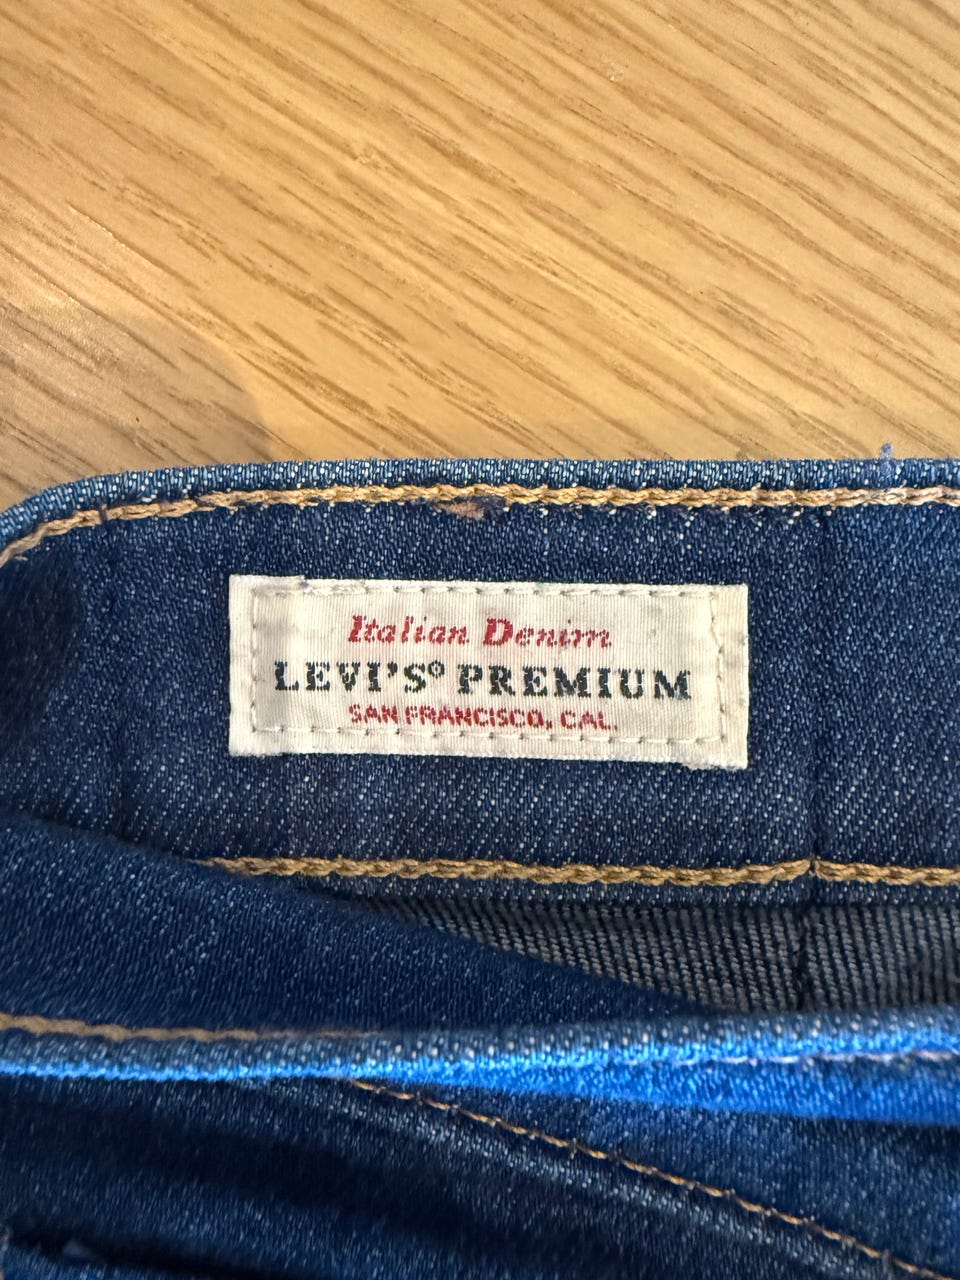 Italian Denim
LEVI'S® PREMIUM
SAN FRANCISCO, CAL.